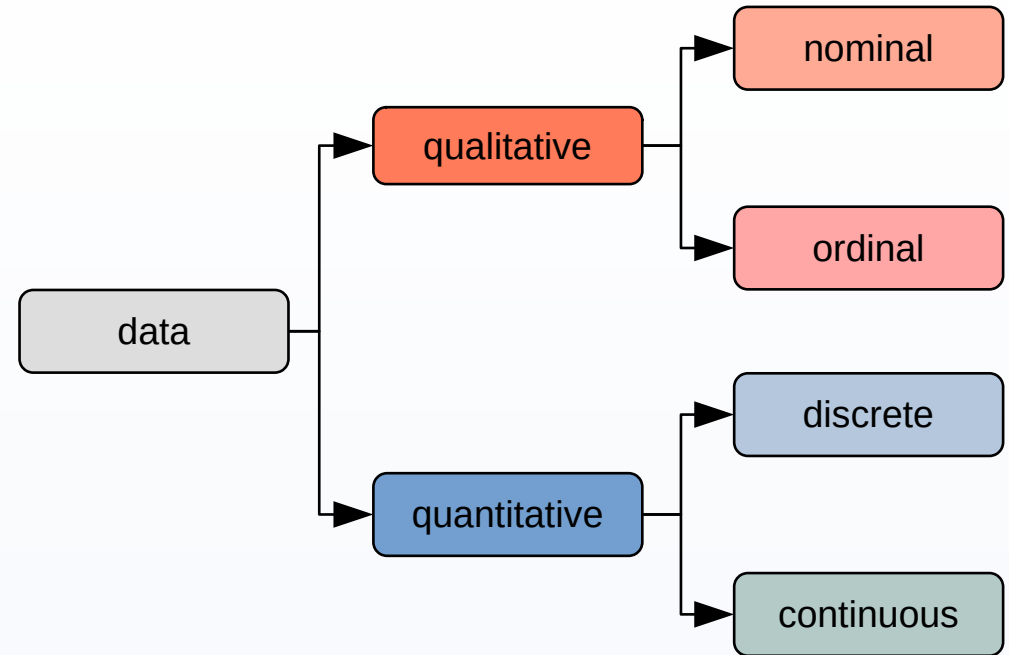 nominal
qualitative
ordinal
data
discrete
quantitative
continuous